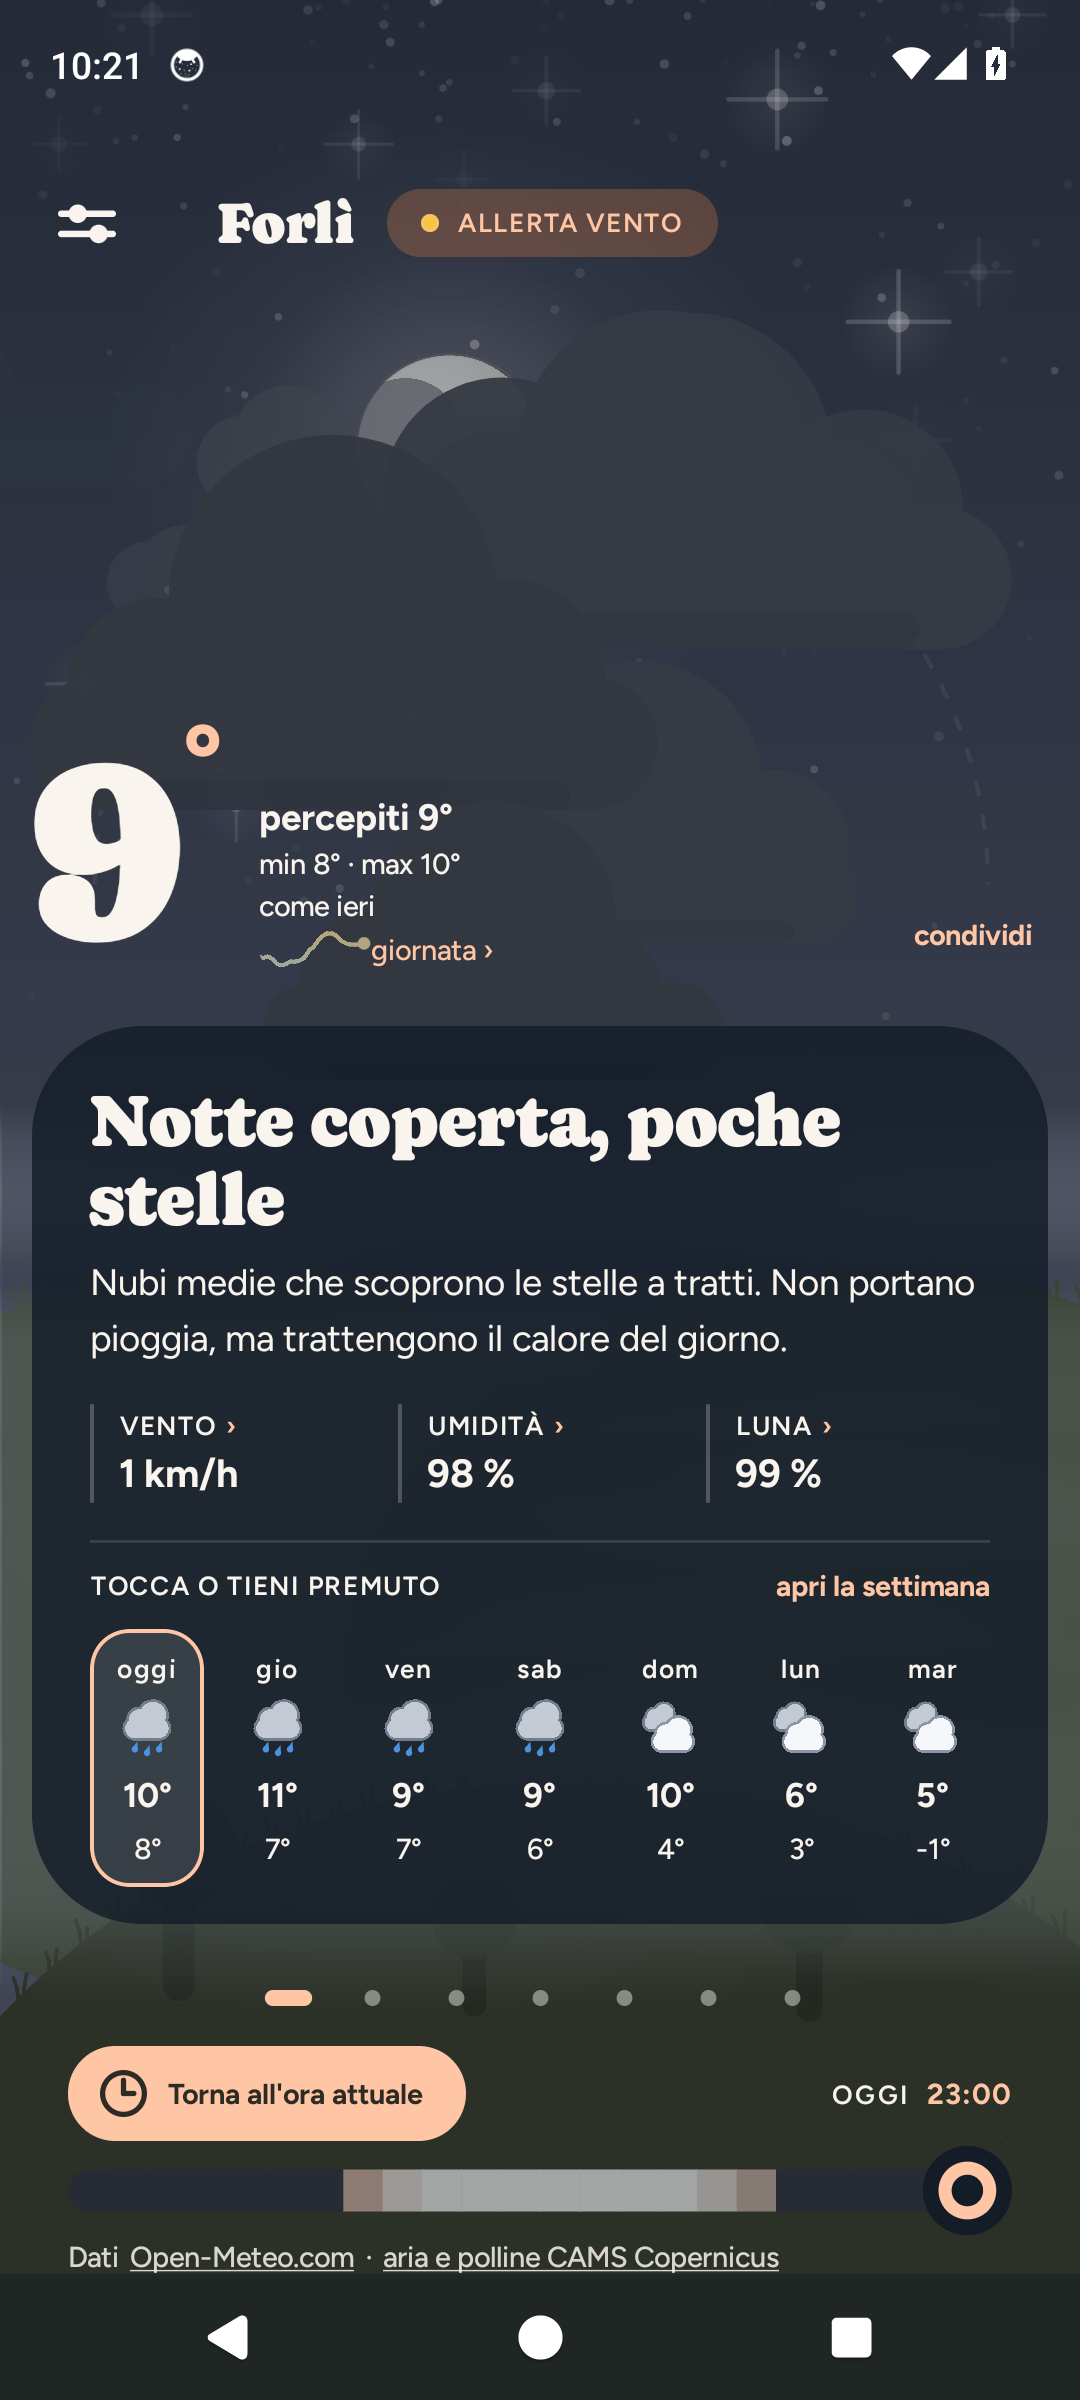 10:21
Forlì
ALLERTA VENTO
9°
percepiti 9°
min 8° · max 10°
come ieri
giornata ›
condividi
Notte coperta, poche
stelle
Nubi medie che scoprono le stelle a tratti. Non portano
pioggia, ma trattengono il calore del giorno.
VENTO › UMIDITÀ › LUNA ›
1 km/h 98 % 99 %
TOCCA O TIENI PREMUTO apri la settimana
oggi gio ven sab dom lun mar
10° 11° 9° 9° 10° 6° 5°
8° 7° 7° 6° 4° 3° -1°
Torna all'ora attuale
OGGI 23:00
Dati Open-Meteo.com · aria e polline CAMS Copernicus